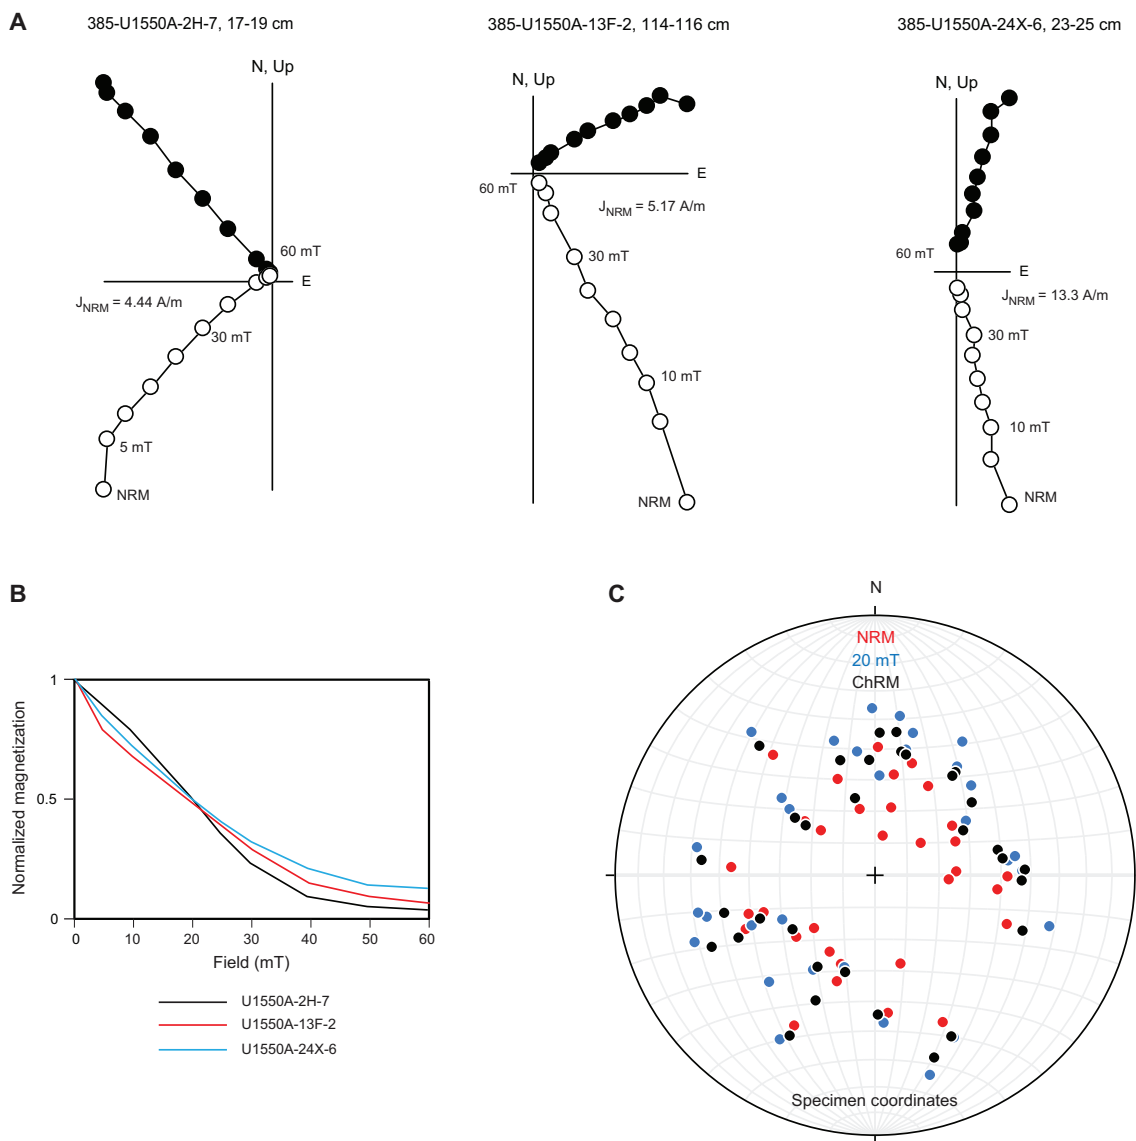 A
385-U1550A-2H-7, 17-19 cm
N, Up
60 mT
E
JNRM = 4.44 A/m
30 mT
5 mT
NRM
385-U1550A-13F-2, 114-116 cm
N, Up
E
60 mT
JNRM = 5.17 A/m
30 mT
10 mT
NRM
385-U1550A-24X-6, 23-25 cm
N, Up
60 mT
E
JNRM = 13.3 A/m
30 mT
10 mT
NRM
B
Normalized magnetization
1
0.5
0
0 10 20 30 40 50 60
Field (mT)
U1550A-2H-7
U1550A-13F-2
U1550A-24X-6
C
N
NRM
20 mT
ChRM
Specimen coordinates